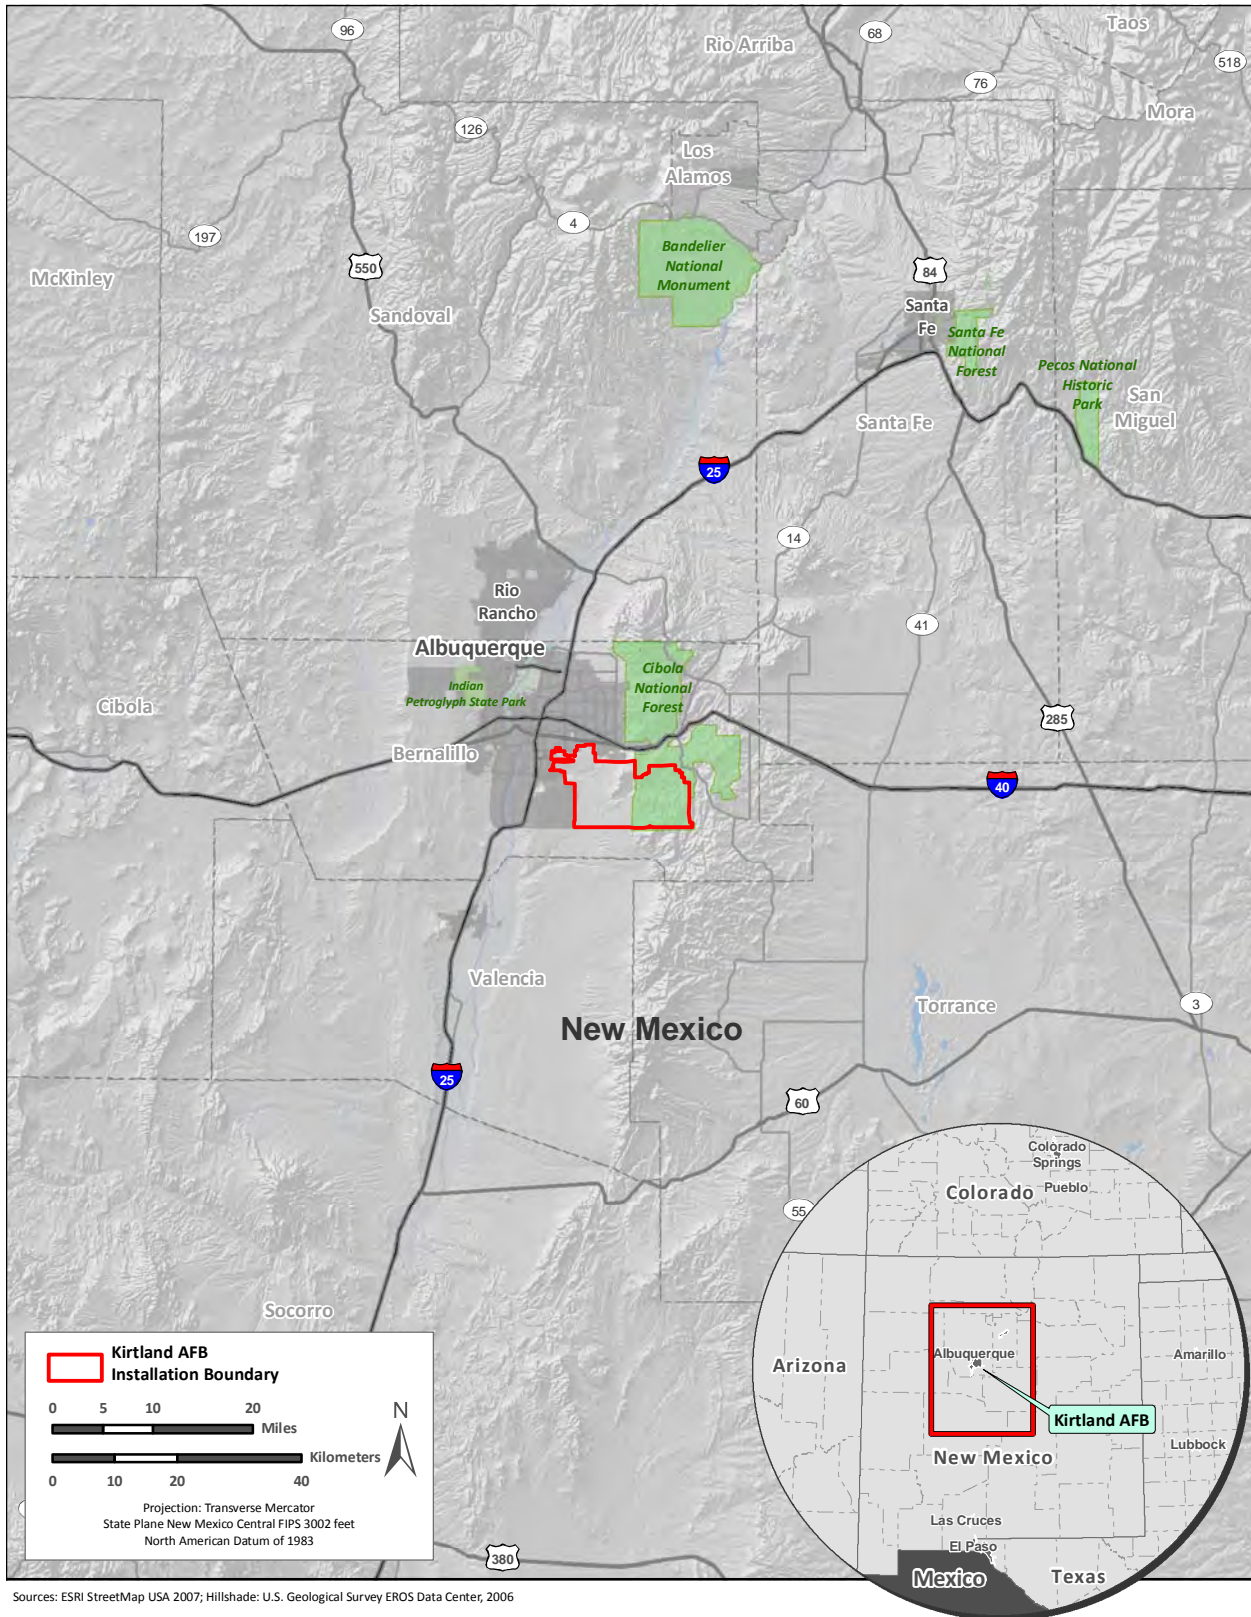 96
Rio Arriba
68
Taos
518
76
Mora
126
Los
Alamos
4
197
Bandelier
National
Monument
McKinley
550
84
Sandoval
Santa
Fe
Santa Fe
National
Forest
Pecos National
Historic
Park
San
Miguel
Santa Fe
25
14
Rio
Rancho
41
Albuquerque
Cibola
National
Forest
Indian
Petroglyph State Park
Cibola
285
Bernalillo
40
Valencia
Torrance
3
New Mexico
25
60
55
Socorro
380
Kirtland AFB
Installation Boundary
0 5 10 20
Miles
Kilometers
0 10 20 40
N
Projection: Transverse Mercator
State Plane New Mexico Central FIPS 3002 feet
North American Datum of 1983
Colorado
Springs
Colorado
Pueblo
Albuquerque
Arizona
Amarillo
Kirtland AFB
Lubbock
New Mexico
Las Cruces
El Paso
Mexico
Texas
Sources: ESRI StreetMap USA 2007; Hillshade: U.S. Geological Survey EROS Data Center, 2006